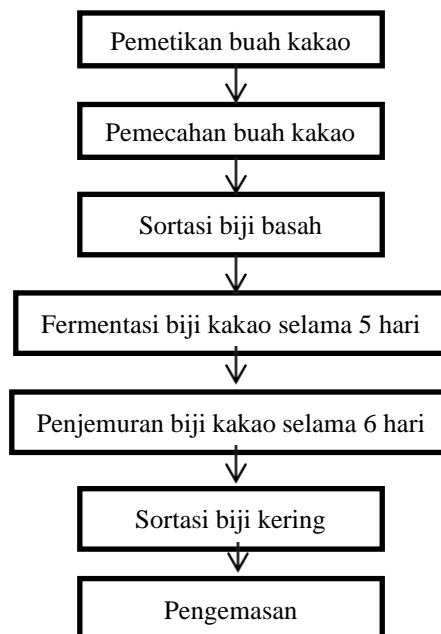 Pemetikan buah kakao
Pemecahan buah kakao
Sortasi biji basah
Fermentasi biji kakao selama 5 hari
Penjemuran biji kakao selama 6 hari
Sortasi biji kering
Pengemasan